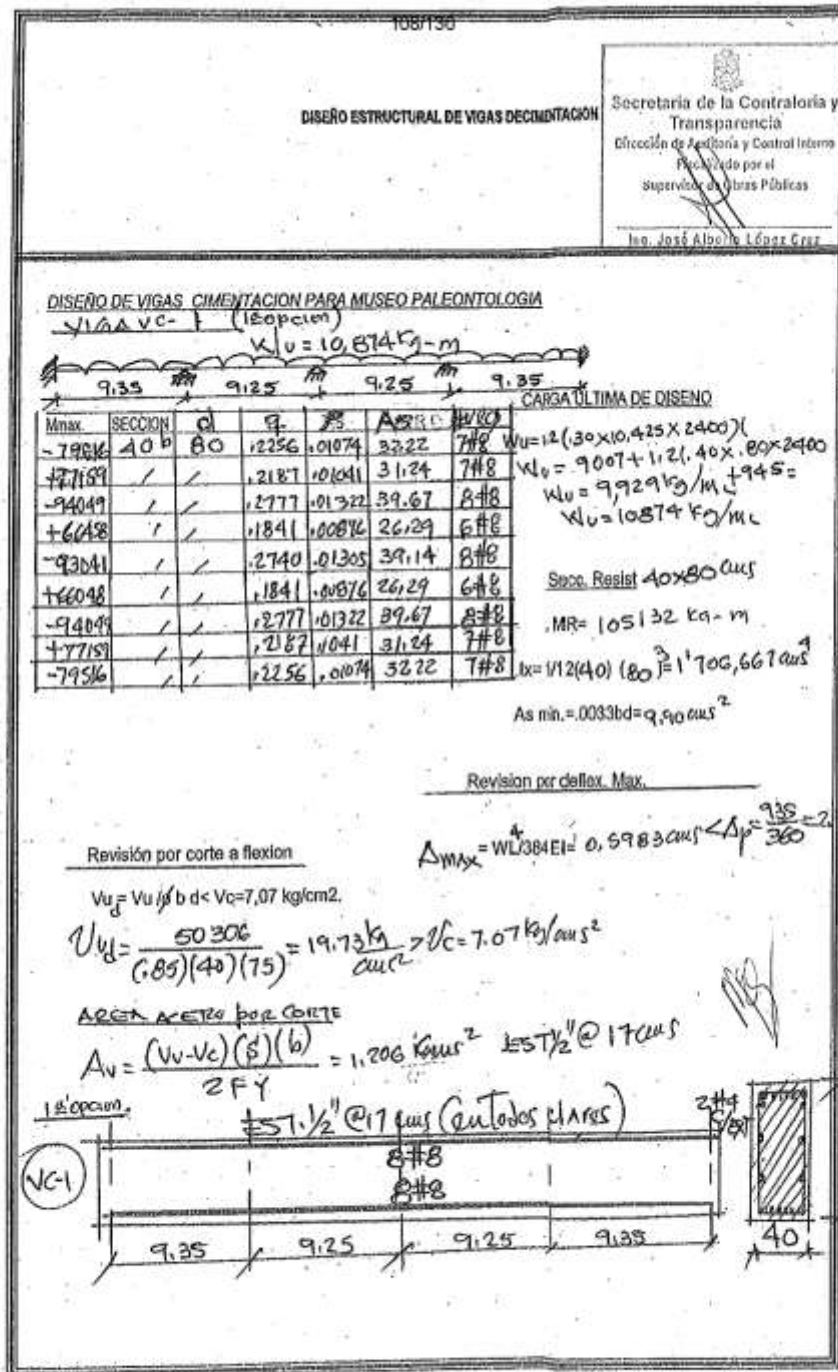 108/130
DISEÑO ESTRUCTURAL DE VIGAS DECIMENTACION
Secretaría de la Contraloría y
Transparencia
Dirección de Auditoría y Control Interno
Fiscalizado por el
Supervisor de Obras Públicas
Ing. José Alberto López Cruz
DISEÑO DE VIGAS CIMENTACION PARA MUSEO PALEONTOLOGIA
VIGA VC-1 (1ªopcion)
Wu = 10,874 Kg-m
9.35 9.25 9.25 9.35
CARGA ULTIMA DE DISEÑO
Mmax. SECCION d q
-79516 40b 80 .2256 .01074 32.22 7#8
+77159 / / .2187 .01041 31.24 7#8
-94049 / / .2777 .01322 39.67 8#8
+66458 / / .1841 .00876 26.29 6#8
-93041 / / .2740 .01305 39.14 8#8
+66048 / / .1841 .00876 26.29 6#8
-94049 / / .2777 .01322 39.67 8#8
+77159 / / .2187 .1041 31.24 7#8
-79516 / / .2256 .01074 32.22 7#8
Wu=1.2(.30x10.425x2400)(
Wu= 9007+1.2(.40x.80x2400
Wu= 9,929 kg/mL +945=
Wu= 10874 kg/mL
Secc. Resist 40x80 cms
MR= 105132 kg-m
Ix= 1/12(40) (80)³=1'706,667 cms⁴
As min.=.0033bd= 9.90 cms²
Revision por deflex. Max.
Δmax = WL⁴/384EI= 0.5983 cms < Δp= 935/360 =2.
Revisión por corte a flexion
Vud= Vu /ø b d< Vc=7,07 kg/cm2.
Vud= 50306/(.85)(40)(75) = 19.73 kg/cm² > Vc= 7.07 kg/cms²
AREA ACERO POR CORTE
Av= (Vu-Vc)(S)(b)/2FY = 1.206 cms² EST ½" @ 17 cms
1ªopcion.
EST. ½" @17 cms (en todos claros)
2#4
VC-1
8#8
8#8
9.35 9.25 9.25 9.35
40